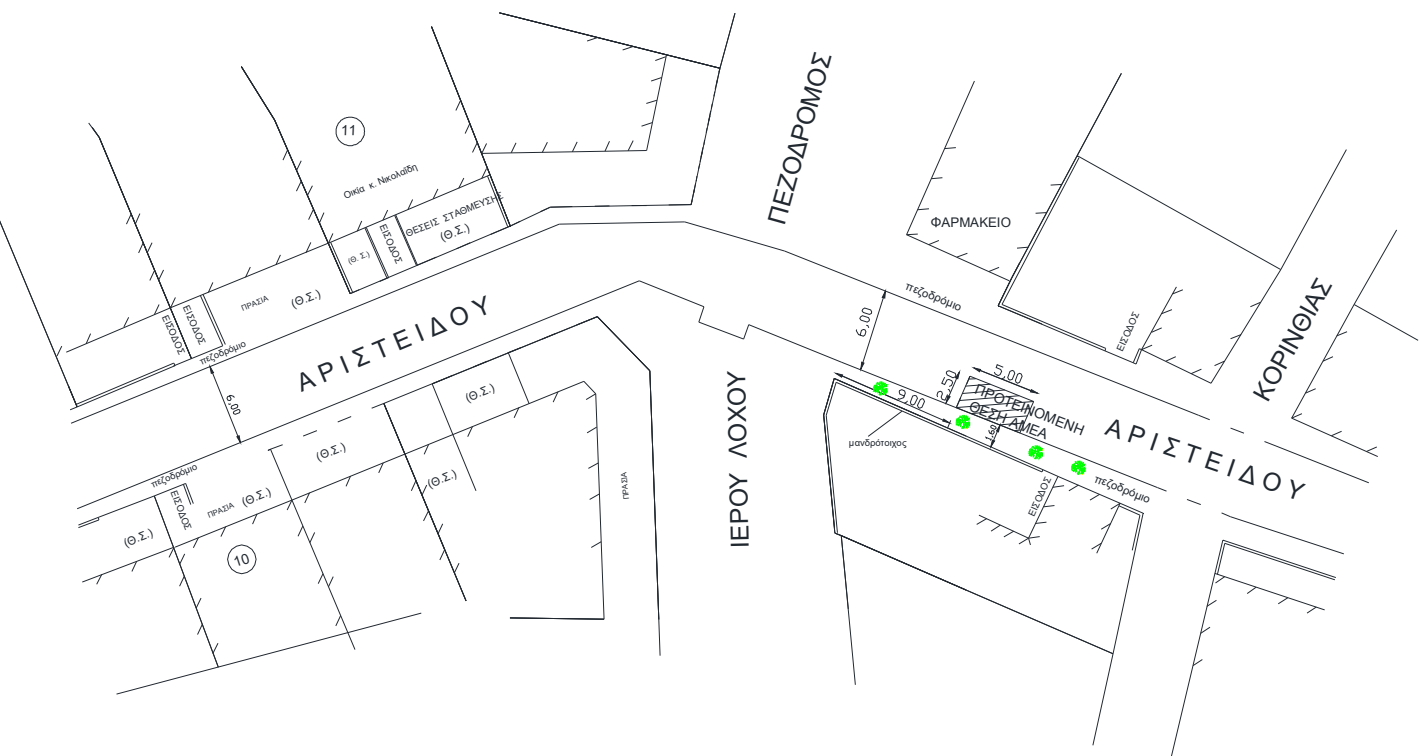 ΠΕΖΟΔΡΟΜΟΣ
11
Οικία κ. Νικολαΐδη
ΘΕΣΕΙΣ ΣΤΑΘΜΕΥΣΗΣ
(Θ.Σ.)
ΕΙΣΟΔΟΣ
(Θ. Σ.)
ΠΡΑΣΙΑ
(Θ.Σ.)
ΕΙΣΟΔΟΣ
ΕΙΣΟΔΟΣ
πεζοδρόμιο
ΑΡΙΣΤΕΙΔΟΥ
6,00
ΦΑΡΜΑΚΕΙΟ
πεζοδρόμιο
6,00
ΕΙΣΟΔΟΣ
ΚΟΡΙΝΘΙΑΣ
5,00
2,50
9,00
ΠΡΟΤΕΙΝΟΜΕΝΗ
ΘΕΣΗ ΑΜΕΑ
1,60
μανδρότοιχος
ΑΡΙΣΤΕΙΔΟΥ
πεζοδρόμιο
ΕΙΣΟΔΟΣ
ΙΕΡΟΥ ΛΟΧΟΥ
(Θ.Σ.)
(Θ.Σ.)
(Θ.Σ.)
ΠΡΑΣΙΑ
πεζοδρόμιο
ΕΙΣΟΔΟΣ
ΠΡΑΣΙΑ
(Θ.Σ.)
(Θ.Σ.)
10